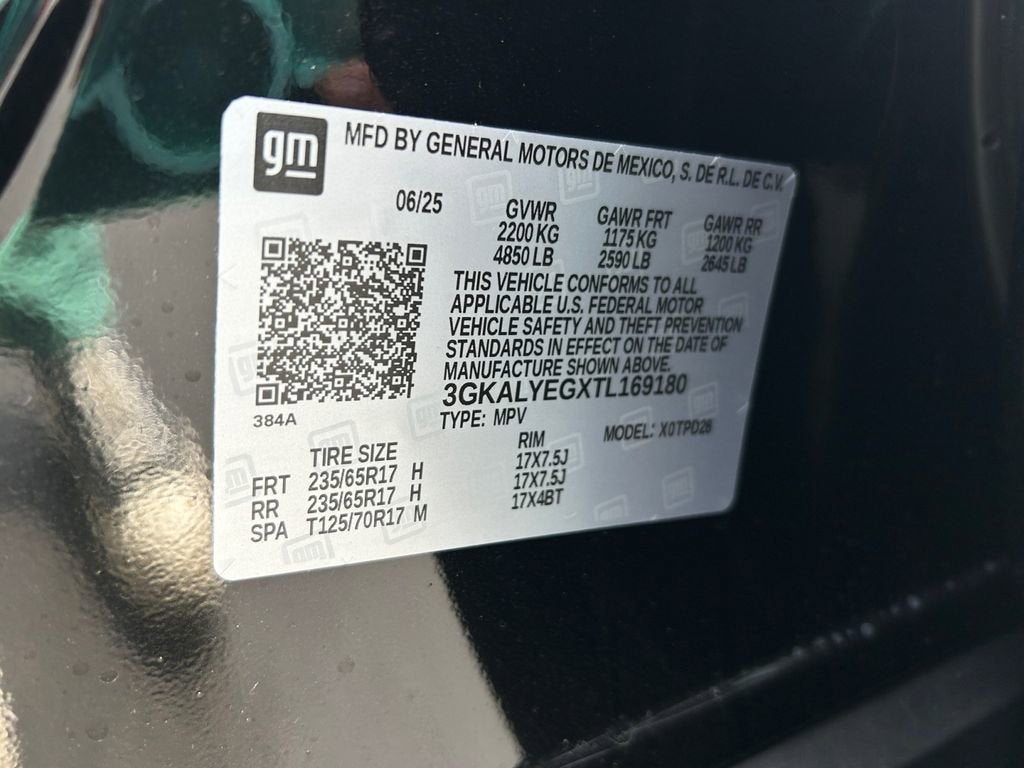 gm
MFD BY GENERAL MOTORS DE MEXICO, S. DE R.L. DE C.V.
06/25
GVWR GAWR FRT GAWR RR
2200 KG 1175 KG 1200 KG
4850 LB 2590 LB 2645 LB
THIS VEHICLE CONFORMS TO ALL
APPLICABLE U.S. FEDERAL MOTOR
VEHICLE SAFETY AND THEFT PREVENTION
STANDARDS IN EFFECT ON THE DATE OF
MANUFACTURE SHOWN ABOVE.
3GKALYEGXTL169180
384A
TYPE: MPV MODEL: X0TPD26
TIRE SIZE RIM
FRT 235/65R17 H 17X7.5J
RR 235/65R17 H 17X7.5J
SPA T125/70R17 M 17X4BT